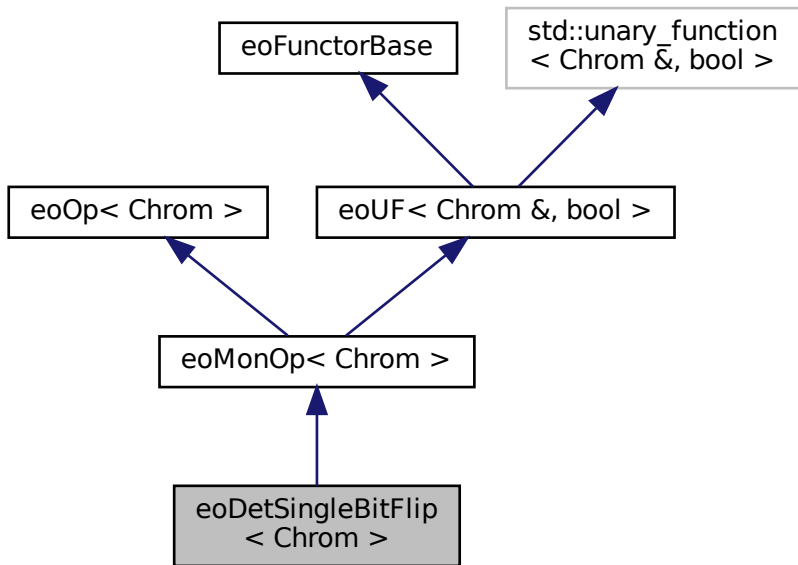 eoFunctorBase
std::unary_function
< Chrom &, bool >
eoOp< Chrom >
eoUF< Chrom &, bool >
eoMonOp< Chrom >
eoDetSingleBitFlip
< Chrom >